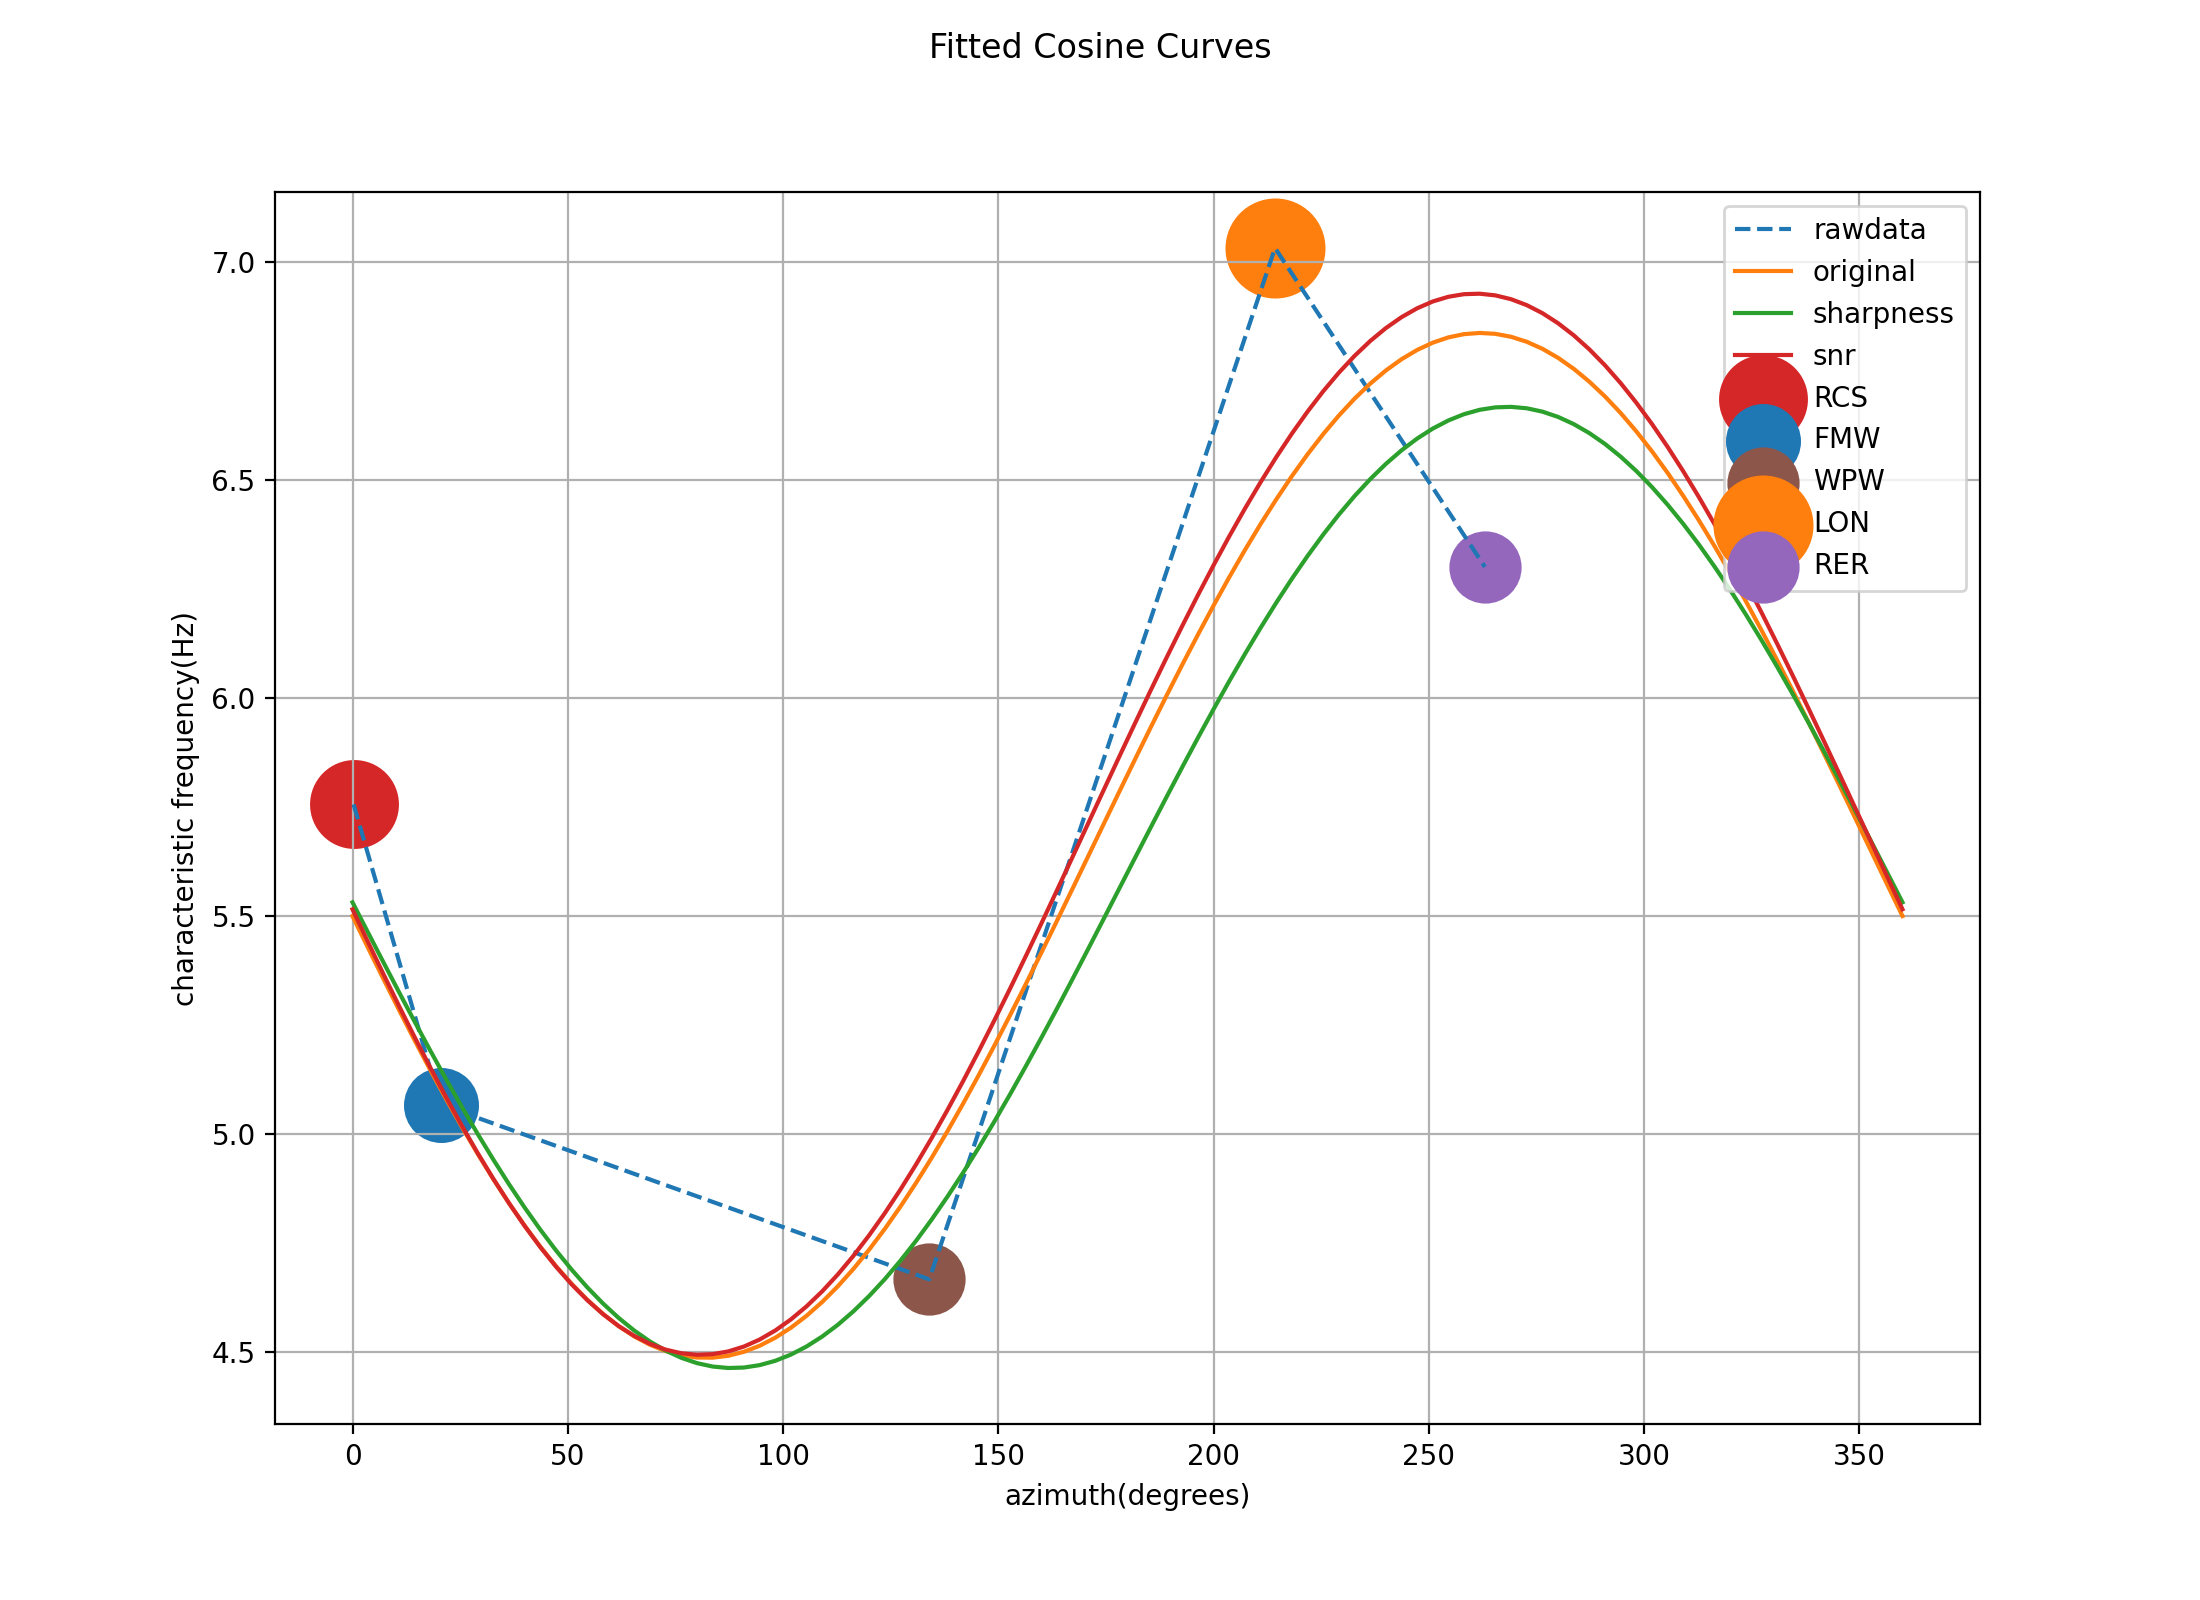 Fitted Cosine Curves
7.0
6.5
6.0
5.5
5.0
4.5
characteristic frequency(Hz)
rawdata
original
sharpness
snr
RCS
FMW
WPW
LON
RER
0 50 100 150 200 250 300 350
azimuth(degrees)